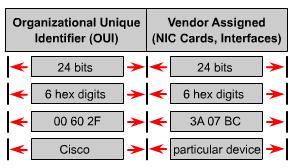 Organizational Unique
Identifier (OUI)
Vendor Assigned
(NIC Cards, Interfaces)
24 bits
24 bits
6 hex digits
6 hex digits
00 60 2F
3A 07 BC
Cisco
particular device